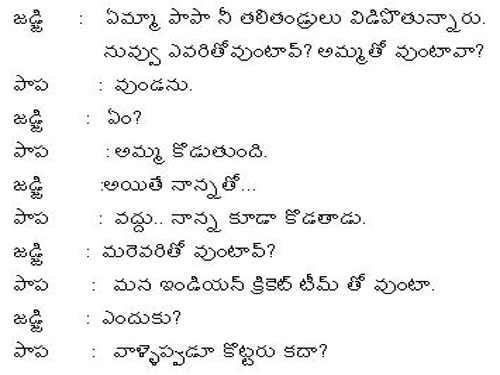 జడ్జి : ఏమ్మా పాపా నీ తలితండ్రులు విడిపొతున్నారు.
నువ్వు ఎవరితోవుంటావ్? అమ్మతో వుంటావా?
పాప : వుండను.
జడ్జి : ఏం?
పాప : అమ్మ కొడుతుంది.
జడ్జి :అయితే నాన్నతో...
పాప : వద్దు.. నాన్న కూడా కొడతాడు.
జడ్జి : మరెవరితో వుంటావ్?
పాప : మన ఇండియన్ క్రికెట్ టీమ్ తో వుంటా.
జడ్జి : ఎందుకు?
పాప : వాళ్ళెప్పడూ కొట్టరు కదా?